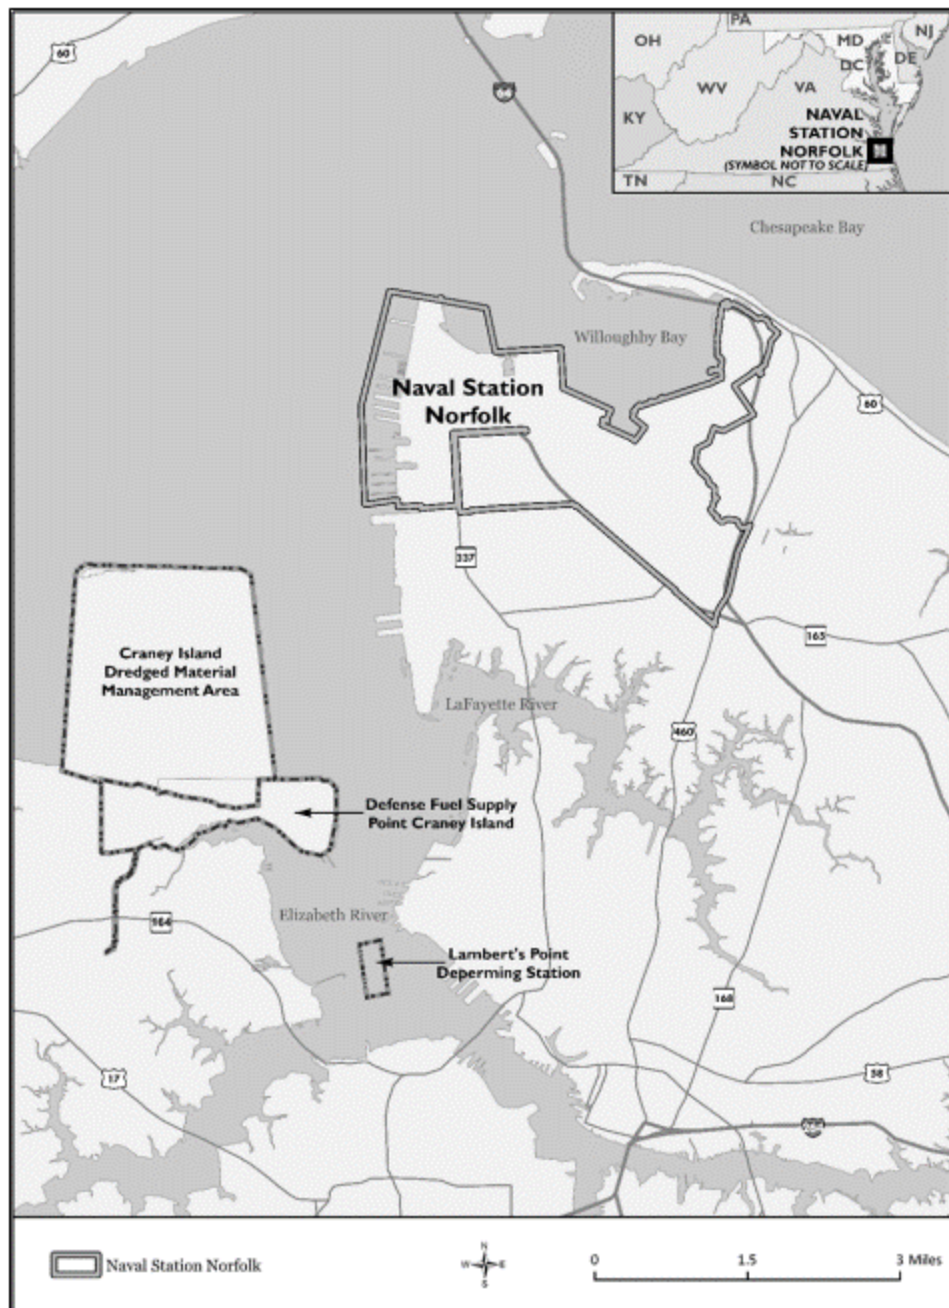 PA
NJ
OH
MD
DE
DC
WV
VA
KY
NAVAL
STATION
NORFOLK
(SYMBOL NOT TO SCALE)
TN
NC
60
64
Chesapeake Bay
Willoughby Bay
Naval Station
Norfolk
60
337
165
Craney Island
Dredged Material
Management Area
LaFayette River
460
Defense Fuel Supply
Point Craney Island
Elizabeth River
164
Lambert's Point
Deperming Station
168
17
58
264
Naval Station Norfolk
N
W
E
S
0
1.5
3 Miles